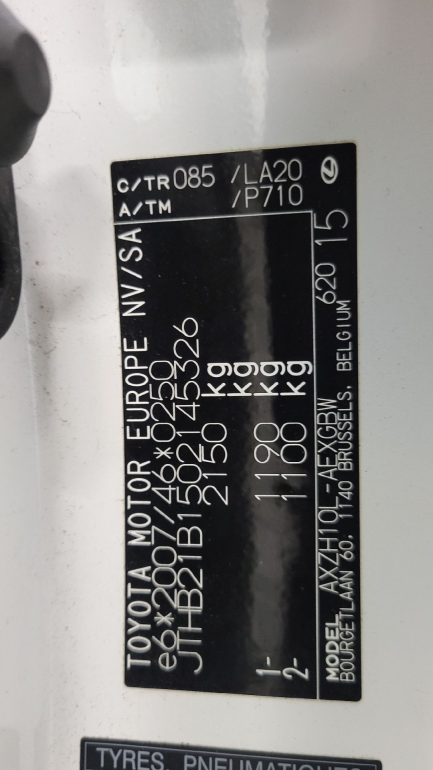 TOYOTA MOTOR EUROPE NV/SA
e6*2007/46*0250
JTHB21B1502145326
2150 kg
kg
1- 1190 kg
2- 1100 kg
C/TR 085 /LA20
A/TM /P710
MODEL AXZH10L-AEXGBW 620 15
BOURGETLAAN 60, 1140 BRUSSELS, BELGIUM
TYRES PNEUMATIQUES